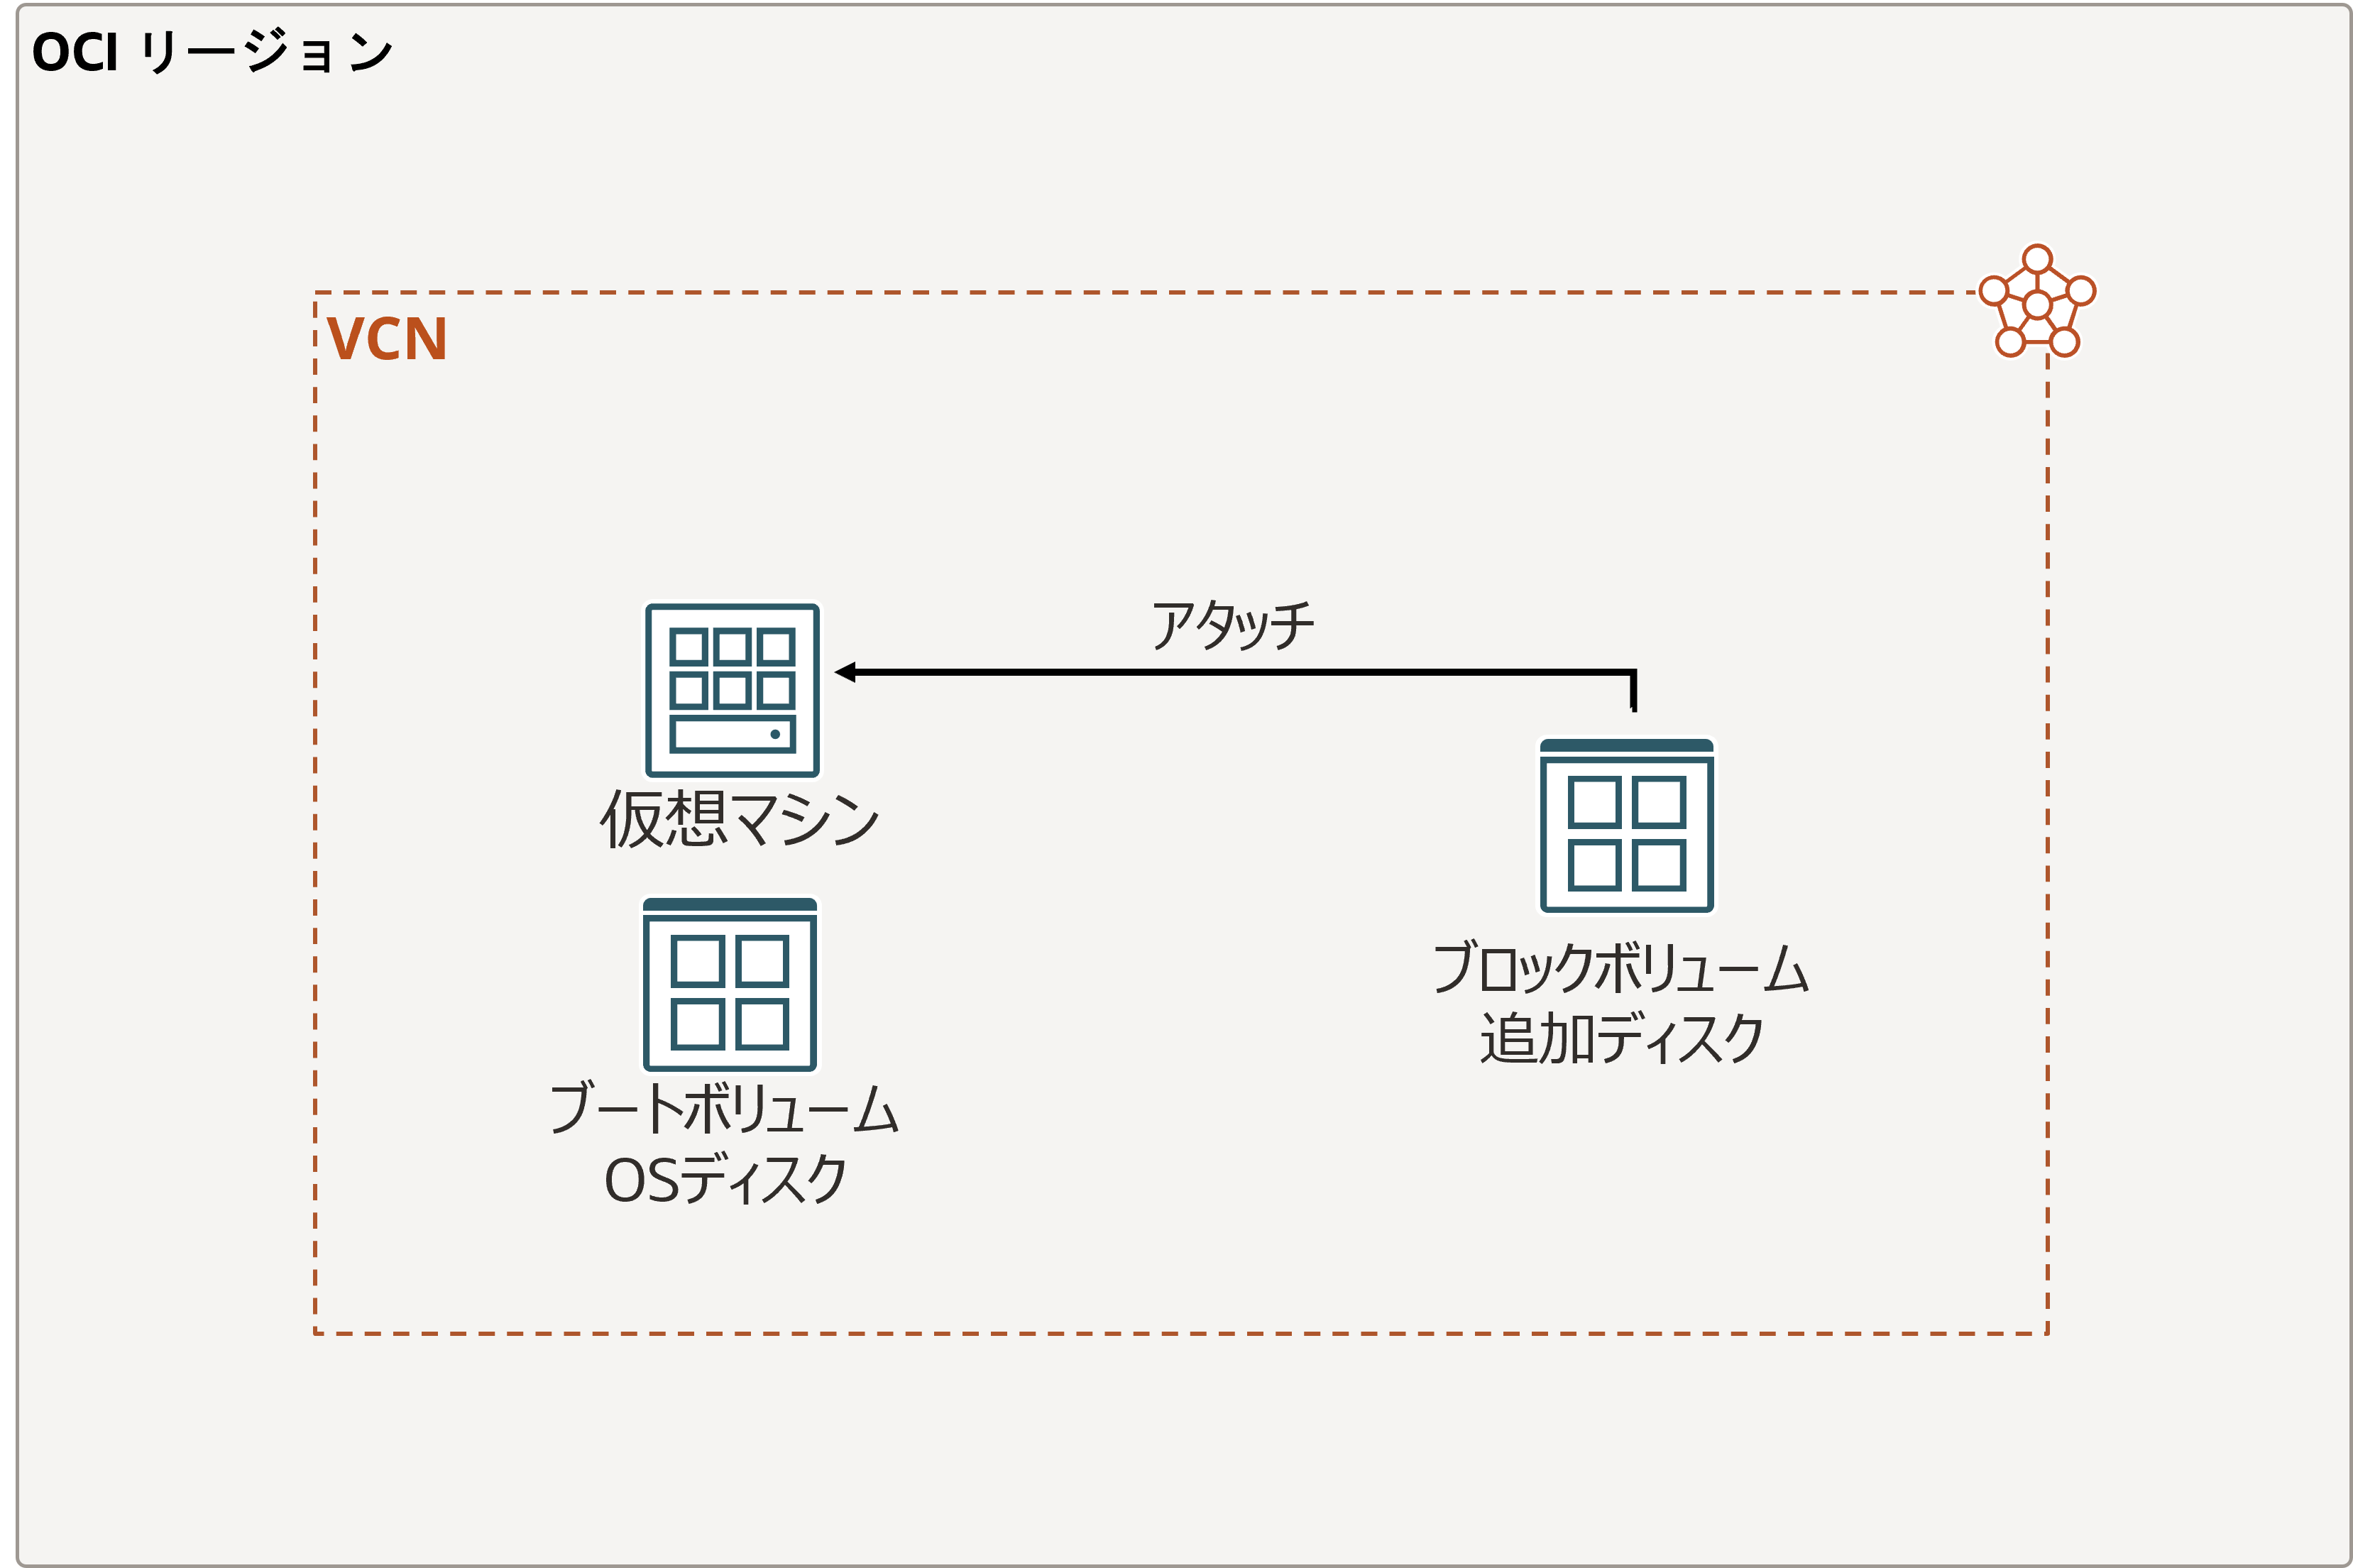 OCI リージョン
VCN
アタッチ
仮想マシン
ブロックボリューム
追加ディスク
ブートボリューム
OSディスク